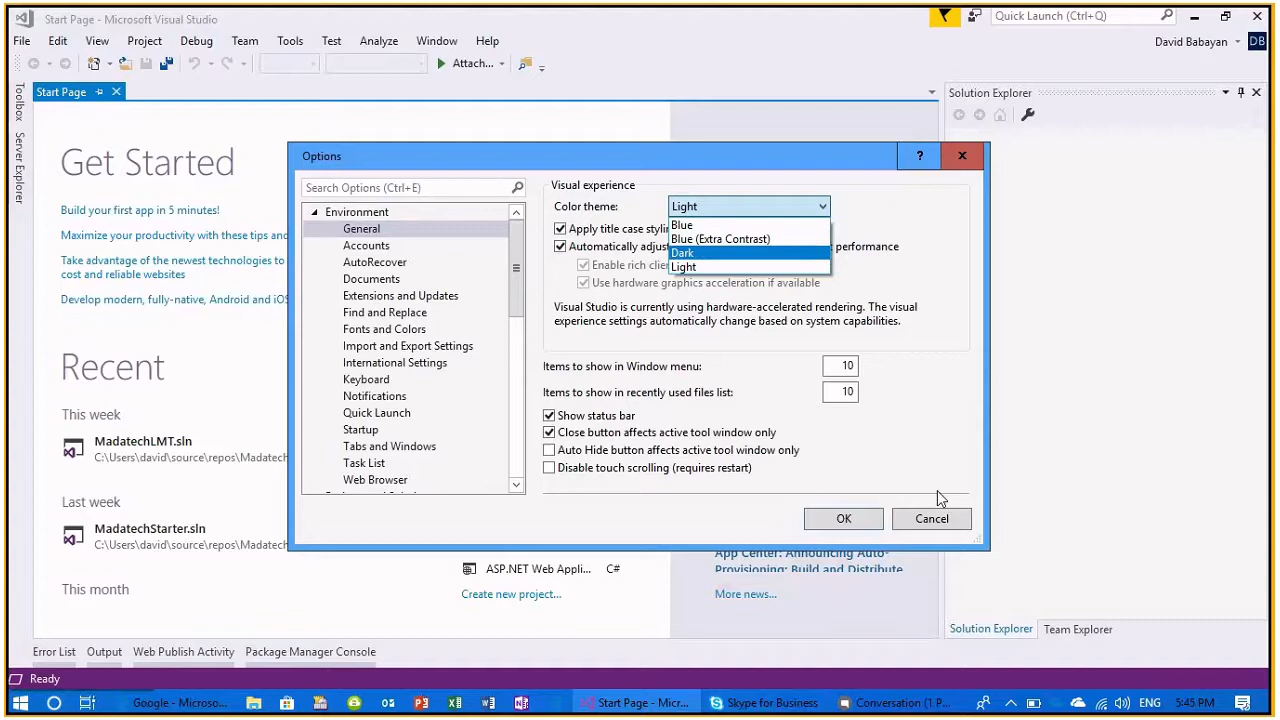 Start Page - Microsoft Visual Studio
Quick Launch (Ctrl+Q)
File Edit View Project Debug Team Tools Test Analyze Window Help
David Babayan DB
Attach...
Toolbox
Server Explorer
Start Page
Solution Explorer
Get Started
Build your first app in 5 minutes!
Maximize your productivity with these
Take advantage of the newest technologies to
cost and reliable websites
Develop modern, fully-native, Android and iOS
Recent
This week
MadatechLMT.sln
C:\Users\david\source\repos\Madatech
Last week
MadatechStarter.sln
C:\Users\david\source\repos\Madatech
This month
Options
?
Search Options (Ctrl+E)
Environment
General
Accounts
AutoRecover
Documents
Extensions and Updates
Find and Replace
Fonts and Colors
Import and Export Settings
International Settings
Keyboard
Notifications
Quick Launch
Startup
Tabs and Windows
Task List
Web Browser
Visual experience
Color theme: Light
Blue
Blue (Extra Contrast)
Dark
Light
Apply title case styli
Automatically adjust performance
Enable rich clie
Use hardware graphics acceleration if available
Visual Studio is currently using hardware-accelerated rendering. The visual
experience settings automatically change based on system capabilities.
Items to show in Window menu: 10
Items to show in recently used files list: 10
Show status bar
Close button affects active tool window only
Auto Hide button affects active tool window only
Disable touch scrolling (requires restart)
OK Cancel
ASP.NET Web Appli... C#
Create new project...
App Center: Announcing Auto-
Provisioning: Build and Distribute
More news...
Solution Explorer Team Explorer
Error List Output Web Publish Activity Package Manager Console
Ready
Google - Microso... Start Page - Micr... Skype for Business Conversation (1 P... ENG 5:45 PM